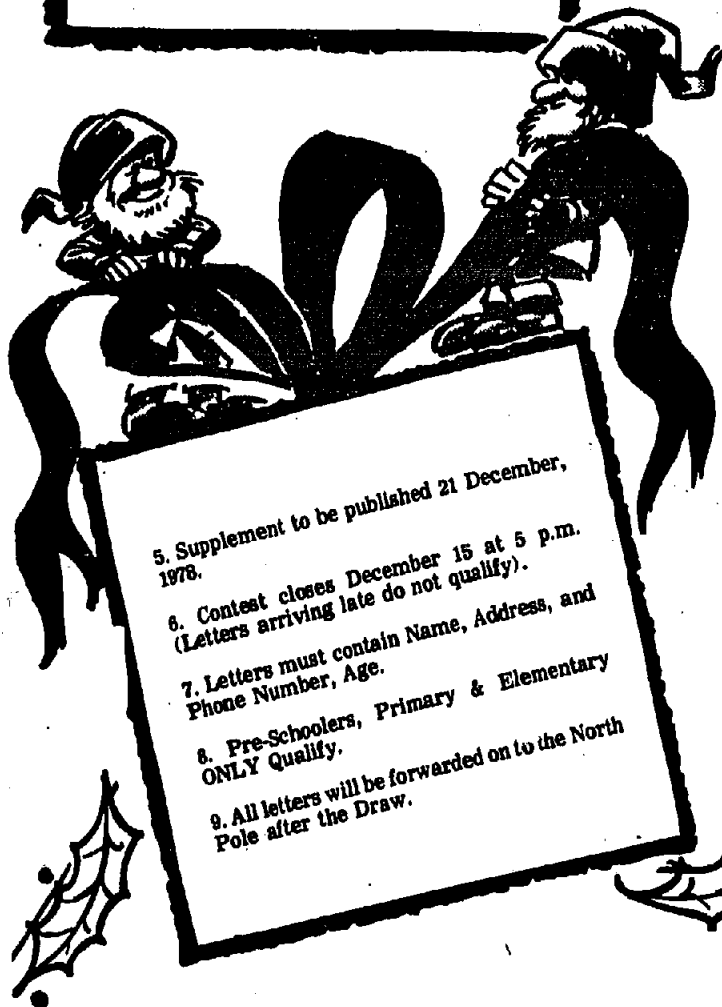 5. Supplement to be published 21 December,
1978.
6. Contest closes December 15 at 5 p.m.
(Letters arriving late do not qualify).
7. Letters must contain Name, Address, and
Phone Number, Age.
8. Pre-Schoolers, Primary & Elementary
ONLY Qualify.
9. All letters will be forwarded on to the North
Pole after the Draw.